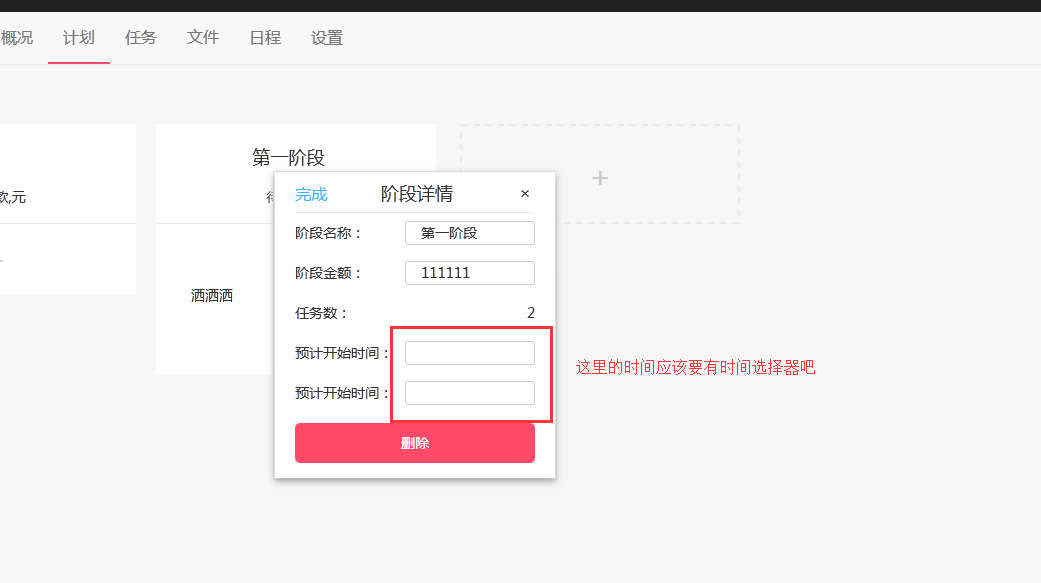 概况 计划 任务 文件 日程 设置
第一阶段
元
完成 阶段详情 ×
阶段名称： 第一阶段
阶段金额： 111111
洒洒洒
任务数： 2
预计开始时间：
这里的时间应该要有时间选择器吧
预计开始时间：
删除